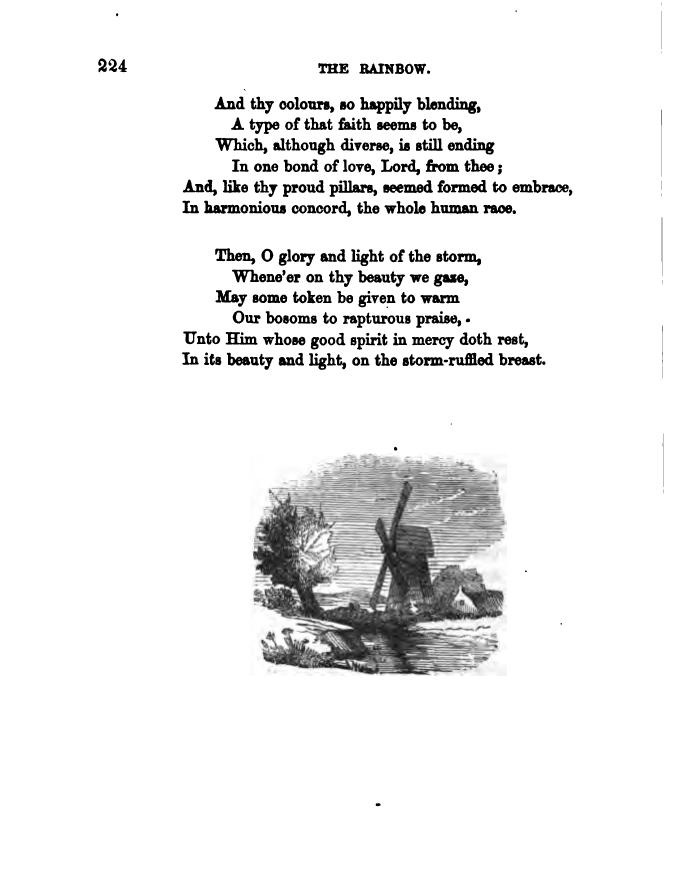 224
THE RAINBOW.
And thy colours, so happily blending,
A type of that faith seems to be,
Which, although diverse, is still ending
In one bond of love, Lord, from thee;
And, like thy proud pillars, seemed formed to embrace,
In harmonious concord, the whole human race.
Then, O glory and light of the storm,
Whene'er on thy beauty we gaze,
May some token be given to warm
Our bosoms to rapturous praise,
Unto Him whose good spirit in mercy doth rest,
In its beauty and light, on the storm-ruffled breast.